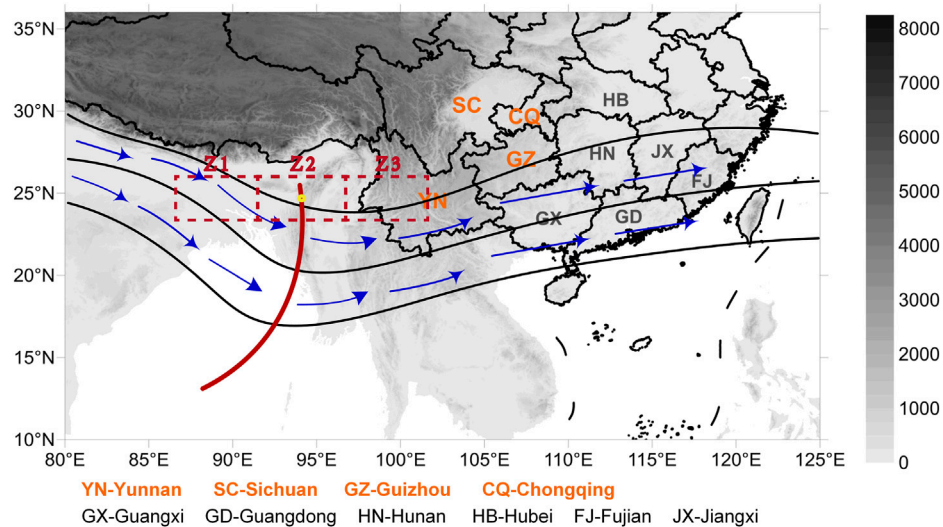 35°N
30°N
25°N
20°N
15°N
10°N
80°E 85°E 90°E 95°E 100°E 105°E 110°E 115°E 120°E 125°E
8000
7000
6000
5000
4000
3000
2000
1000
0
SC
CQ
HB
Z1 Z2 Z3
GZ
HN
JX
YN
FJ
GX
GD
YN-Yunnan SC-Sichuan GZ-Guizhou CQ-Chongqing
GX-Guangxi GD-Guangdong HN-Hunan HB-Hubei FJ-Fujian JX-Jiangxi